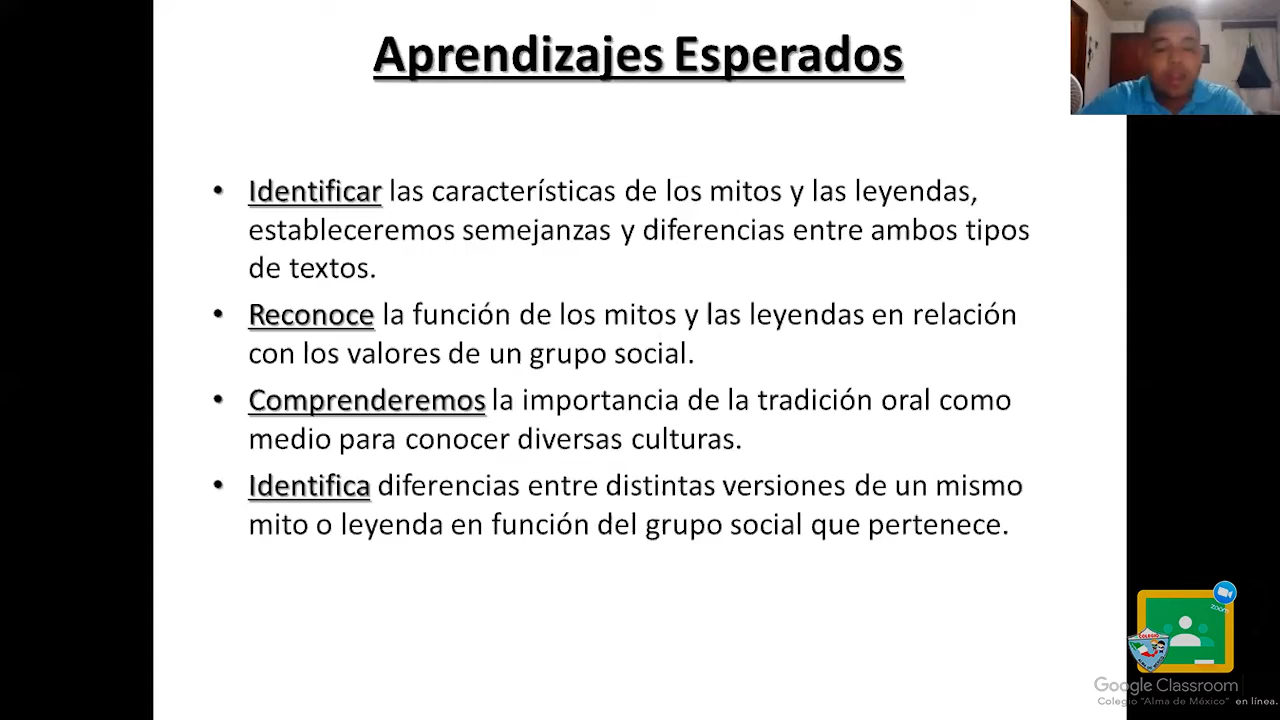 Aprendizajes Esperados
• Identificar las características de los mitos y las leyendas,
estableceremos semejanzas y diferencias entre ambos tipos
de textos.
• Reconoce la función de los mitos y las leyendas en relación
con los valores de un grupo social.
• Comprenderemos la importancia de la tradición oral como
medio para conocer diversas culturas.
• Identifica diferencias entre distintas versiones de un mismo
mito o leyenda en función del grupo social que pertenece.
zoom
COLEGIO
Google Classroom
Colegio "Alma de México" en línea.